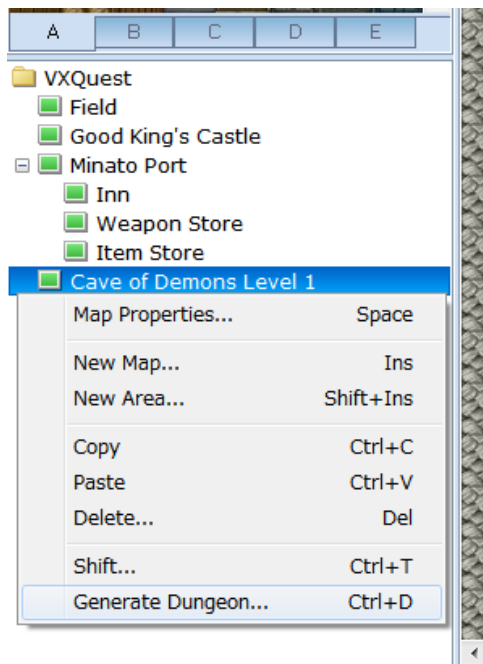 A B C D E
VXQuest
Field
Good King's Castle
Minato Port
Inn
Weapon Store
Item Store
Cave of Demons Level 1
Map Properties... Space
New Map... Ins
New Area... Shift+Ins
Copy Ctrl+C
Paste Ctrl+V
Delete... Del
Shift... Ctrl+T
Generate Dungeon... Ctrl+D